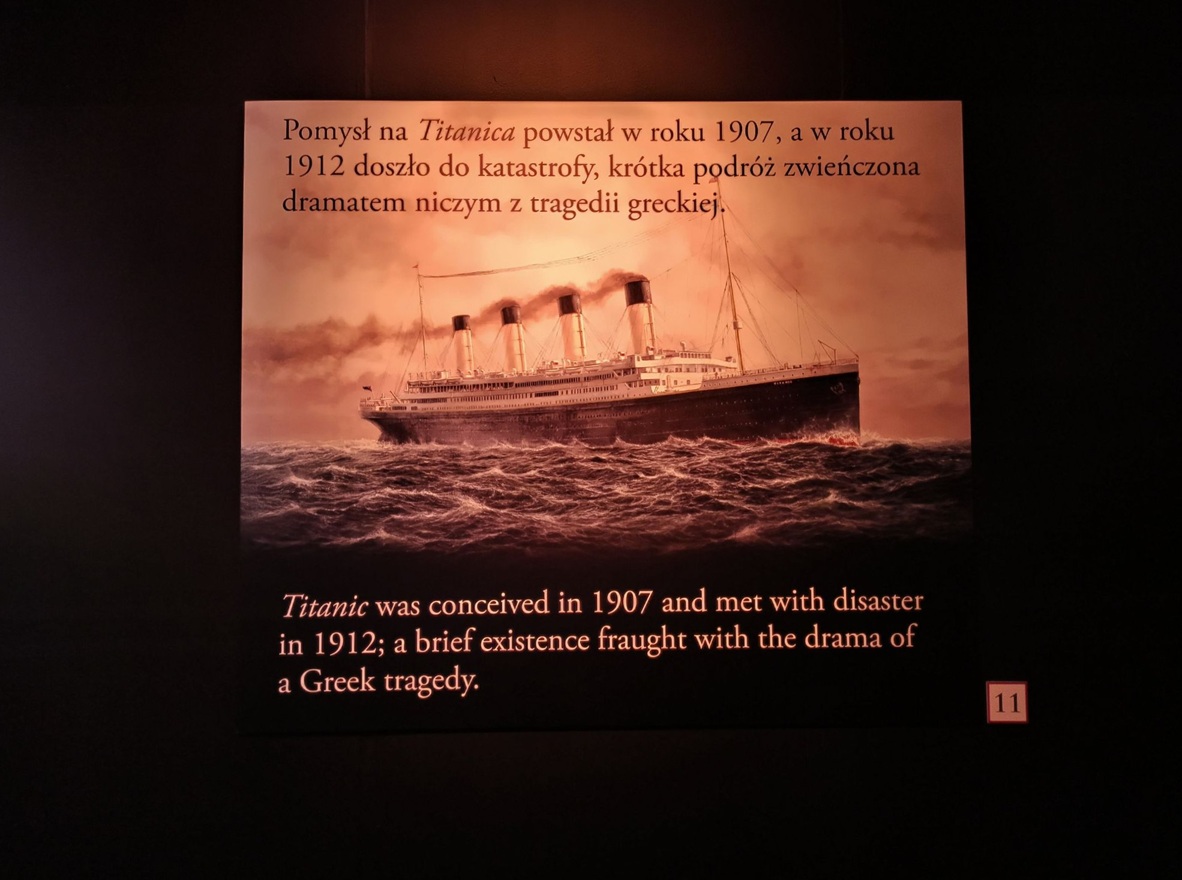 Pomysł na Titanica powstał w roku 1907, a w roku
1912 doszło do katastrofy, krótka podróż zwieńczona
dramatem niczym z tragedii greckiej.
Titanic was conceived in 1907 and met with disaster
in 1912; a brief existence fraught with the drama of
a Greek tragedy.
11